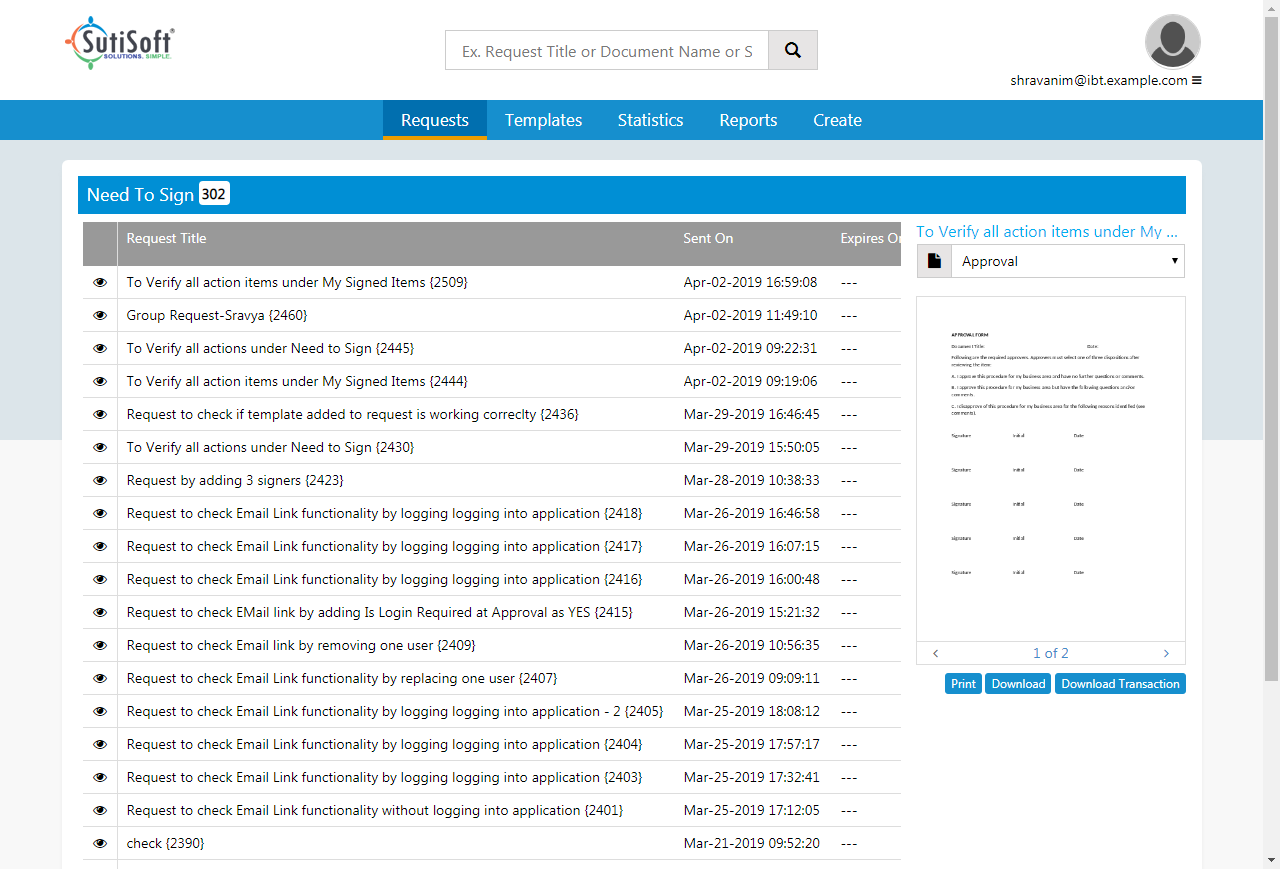 SutiSoft®
SOLUTIONS. SIMPLE.
Ex. Request Title or Document Name or S
shravanim@ibt.example.com
Requests Templates Statistics Reports Create
Need To Sign 302
Request Title Sent On Expires On
To Verify all action items under My Signed Items {2509} Apr-02-2019 16:59:08 ---
Group Request-Sravya {2460} Apr-02-2019 11:49:10 ---
To Verify all actions under Need to Sign {2445} Apr-02-2019 09:22:31 ---
To Verify all action items under My Signed Items {2444} Apr-02-2019 09:19:06 ---
Request to check if template added to request is working correclty {2436} Mar-29-2019 16:46:45 ---
To Verify all actions under Need to Sign {2430} Mar-29-2019 15:50:05 ---
Request by adding 3 signers {2423} Mar-28-2019 10:38:33 ---
Request to check Email Link functionality by logging logging into application {2418} Mar-26-2019 16:46:58 ---
Request to check Email Link functionality by logging logging into application {2417} Mar-26-2019 16:07:15 ---
Request to check Email Link functionality by logging logging into application {2416} Mar-26-2019 16:00:48 ---
Request to check EMail link by adding Is Login Required at Approval as YES {2415} Mar-26-2019 15:21:32 ---
Request to check Email link by removing one user {2409} Mar-26-2019 10:56:35 ---
Request to check Email Link functionality by replacing one user {2407} Mar-26-2019 09:09:11 ---
Request to check Email Link functionality by logging logging into application - 2 {2405} Mar-25-2019 18:08:12 ---
Request to check Email Link functionality by logging logging into application {2404} Mar-25-2019 17:57:17 ---
Request to check Email Link functionality by logging logging into application {2403} Mar-25-2019 17:32:41 ---
Request to check Email Link functionality without logging into application {2401} Mar-25-2019 17:12:05 ---
check {2390} Mar-21-2019 09:52:20 ---
To Verify all action items under My ...
Approval
APPROVAL FORM
Document Title: Date:
Following are the required approvers. Approvers must select one of three dispositions after
reviewing the item:
A. I approve this procedure for my business area and have no further questions or comments.
B. I approve this procedure for my business area but have the following questions and/or
comments.
C. I disapprove of this procedure for my business area for the following reasons identified (see
comments).
Signature Initial Date
Signature Initial Date
Signature Initial Date
Signature Initial Date
Signature Initial Date
1 of 2
Print Download Download Transaction